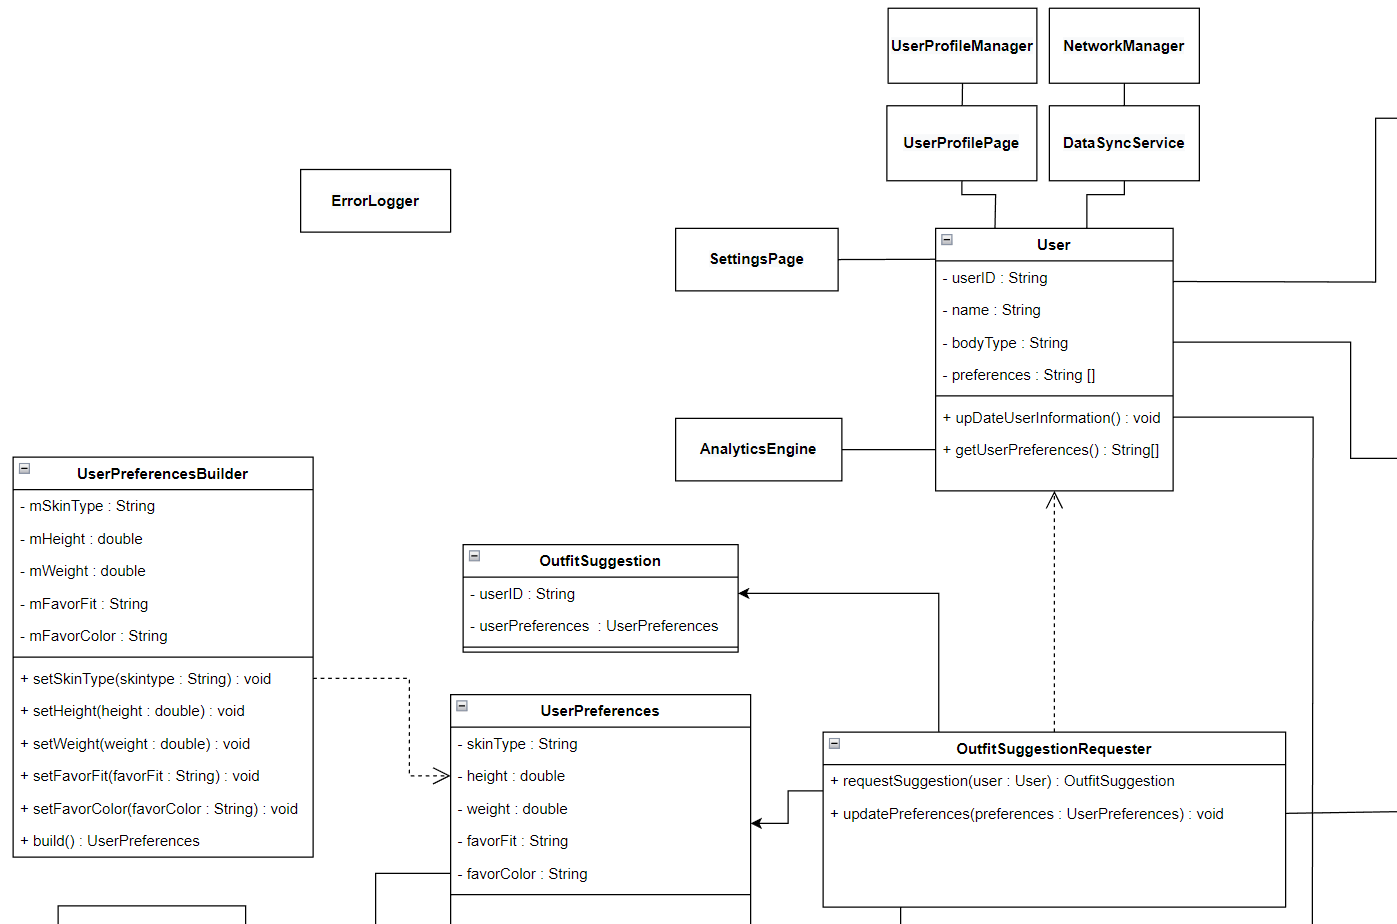 UserProfileManager
NetworkManager
UserProfilePage
DataSyncService
ErrorLogger
SettingsPage
User
- userID : String
- name : String
- bodyType : String
- preferences : String []
+ upDateUserInformation() : void
+ getUserPreferences() : String[]
AnalyticsEngine
UserPreferencesBuilder
- mSkinType : String
- mHeight : double
- mWeight : double
- mFavorFit : String
- mFavorColor : String
+ setSkinType(skintype : String) : void
+ setHeight(height : double) : void
+ setWeight(weight : double) : void
+ setFavorFit(favorFit : String) : void
+ setFavorColor(favorColor : String) : void
+ build() : UserPreferences
OutfitSuggestion
- userID : String
- userPreferences  : UserPreferences
UserPreferences
- skinType : String
- height : double
- weight : double
- favorFit : String
- favorColor : String
OutfitSuggestionRequester
+ requestSuggestion(user : User) : OutfitSuggestion
+ updatePreferences(preferences : UserPreferences) : void